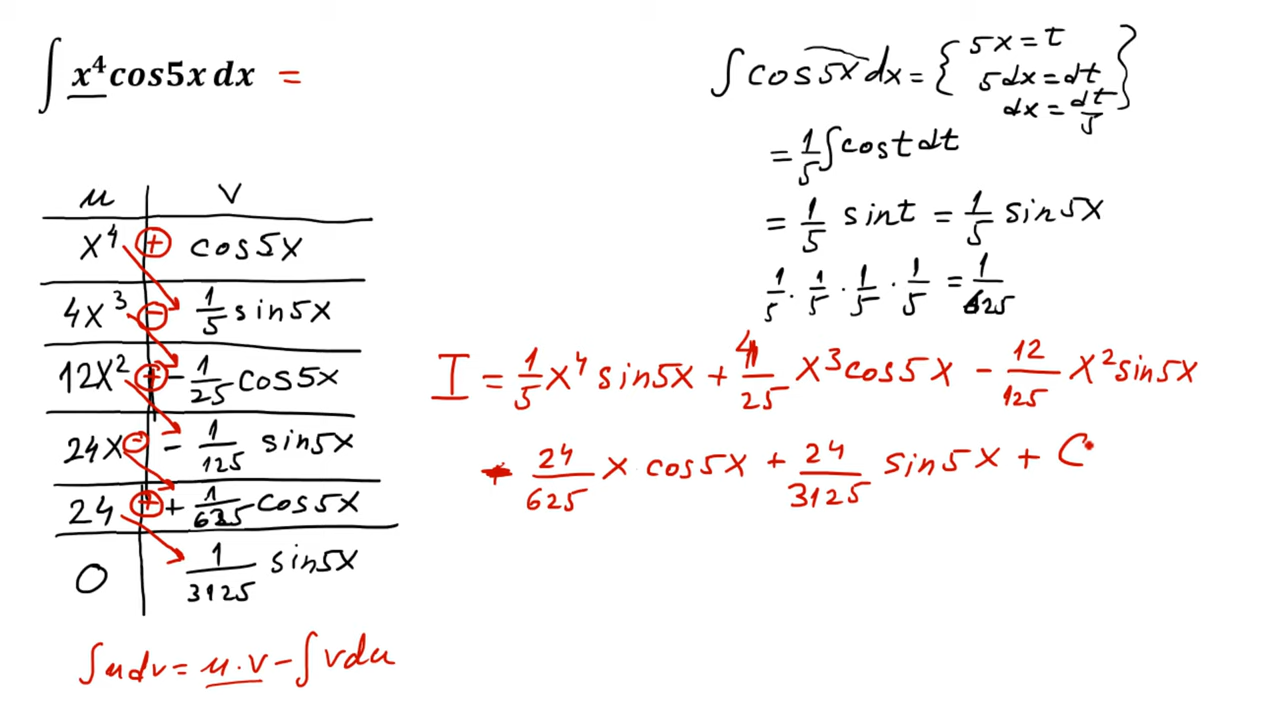 ∫ x⁴cos5x dx =
∫ cos5x dx = { 5x = t
5dx = dt
dx = dt/5 }
= 1/5 ∫ cost dt
= 1/5 sint = 1/5 sin5x
1/5 · 1/5 · 1/5 · 1/5 = 1/625
u | v
x⁴ ⊕ cos5x
4x³ ⊖ 1/5 sin5x
12x² ⊕ - 1/25 cos5x
24x ⊖ - 1/125 sin5x
24 ⊕ + 1/625 cos5x
0 | 1/3125 sin5x
I = 1/5 x⁴ sin5x + 4/25 x³cos5x - 12/125 x²sin5x
- 24/625 x cos5x + 24/3125 sin5x + C
∫udv = u·v - ∫vdu